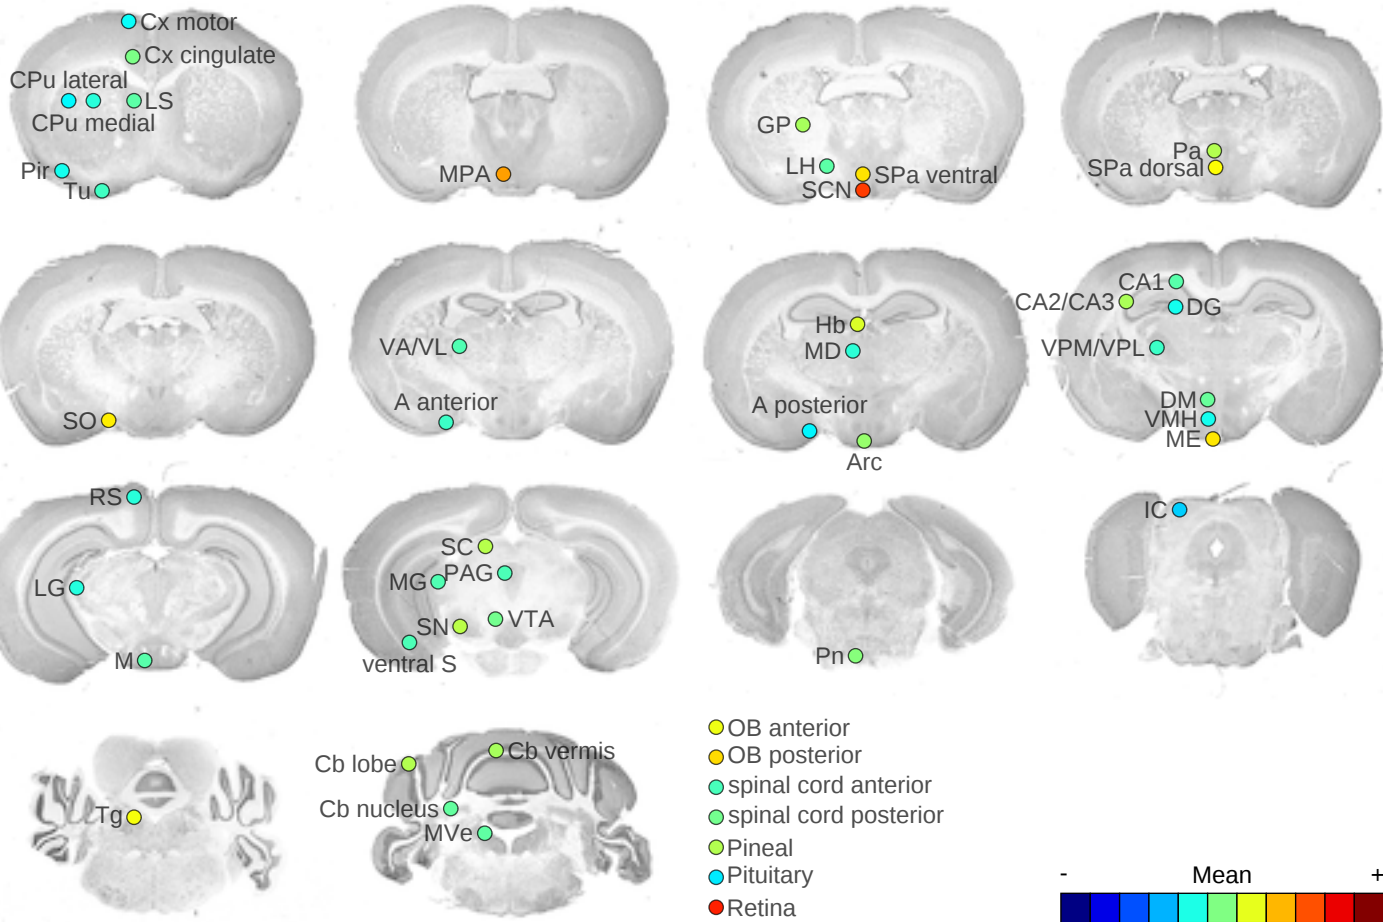 Cx motor
Cx cingulate
CPu lateral
LS
CPu medial
Pir
Tu
MPA
GP
LH
SPa ventral
SCN
Pa
SPa dorsal
SO
VA/VL
A anterior
Hb
MD
A posterior
Arc
CA1
CA2/CA3
DG
VPM/VPL
DM
VMH
ME
RS
LG
M
SC
MG
PAG
SN
VTA
ventral S
Pn
IC
Tg
Cb lobe
Cb vermis
Cb nucleus
MVe
OB anterior
OB posterior
spinal cord anterior
spinal cord posterior
Pineal
Pituitary
Retina
- Mean +